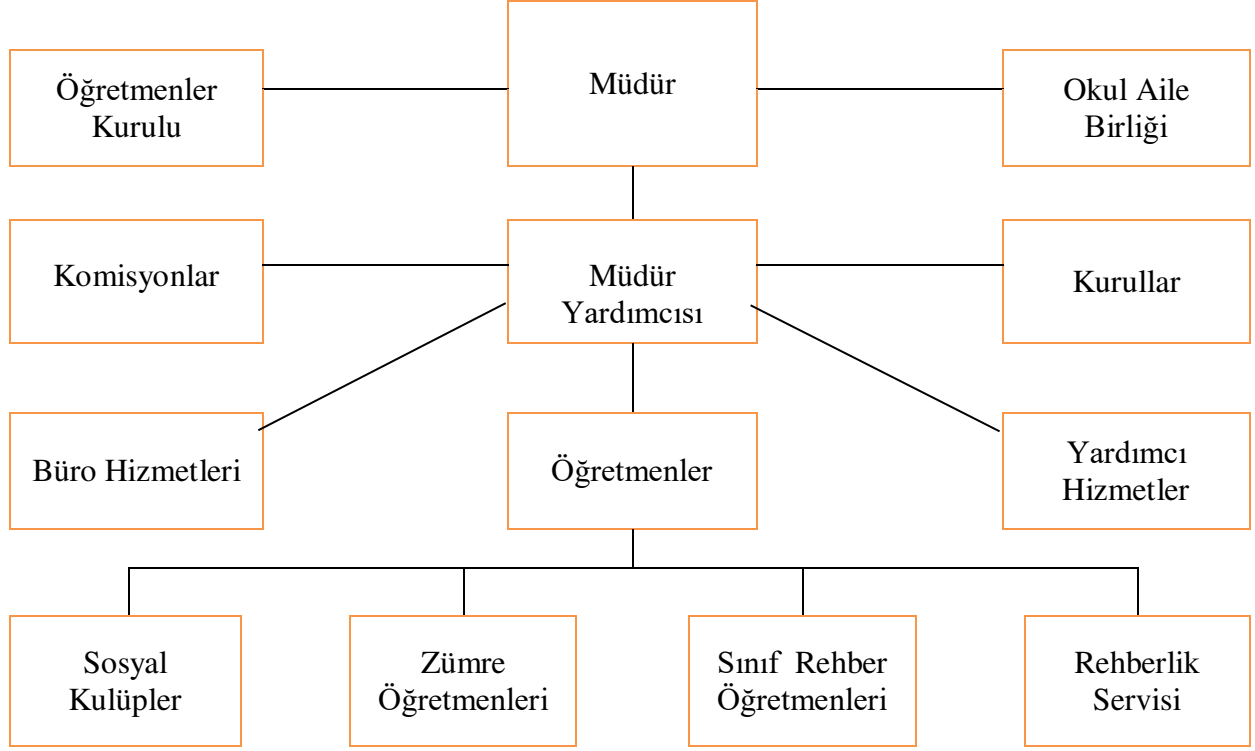 Öğretmenler
Kurulu
Müdür
Okul Aile
Birliği
Komisyonlar
Müdür
Yardımcısı
Kurullar
Büro Hizmetleri
Öğretmenler
Yardımcı
Hizmetler
Sosyal
Kulüpler
Zümre
Öğretmenleri
Sınıf Rehber
Öğretmenleri
Rehberlik
Servisi